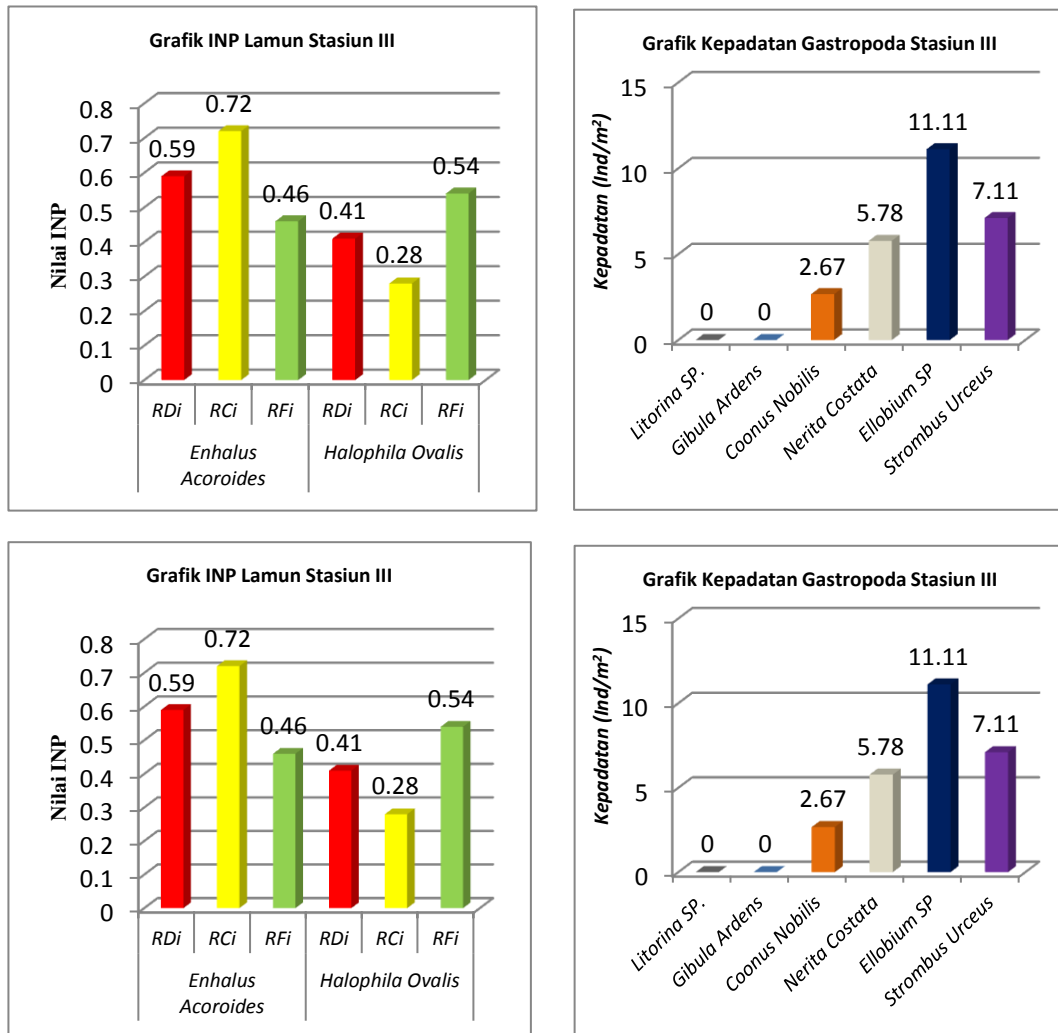 Grafik INP Lamun Stasiun III
Nilai INP
0.8
0.7
0.6
0.5
0.4
0.3
0.2
0.1
0
0.59
0.72
0.46
0.41
0.28
0.54
RDi RCi RFi RDi RCi RFi
Enhalus Halophila Ovalis
Acoroides
Grafik Kepadatan Gastropoda Stasiun III
Kepadatan (Ind/m²)
15
10
5
0
0
0
2.67
5.78
11.11
7.11
Litorina SP.
Gibula Ardens
Coonus Nobilis
Nerita Costata
Ellobium SP
Strombus Urceus
Grafik INP Lamun Stasiun III
Nilai INP
0.8
0.7
0.6
0.5
0.4
0.3
0.2
0.1
0
0.59
0.72
0.46
0.41
0.28
0.54
RDi RCi RFi RDi RCi RFi
Enhalus Halophila Ovalis
Acoroides
Grafik Kepadatan Gastropoda Stasiun III
Kepadatan (Ind/m²)
15
10
5
0
0
0
2.67
5.78
11.11
7.11
Litorina SP.
Gibula Ardens
Coonus Nobilis
Nerita Costata
Ellobium SP
Strombus Urceus